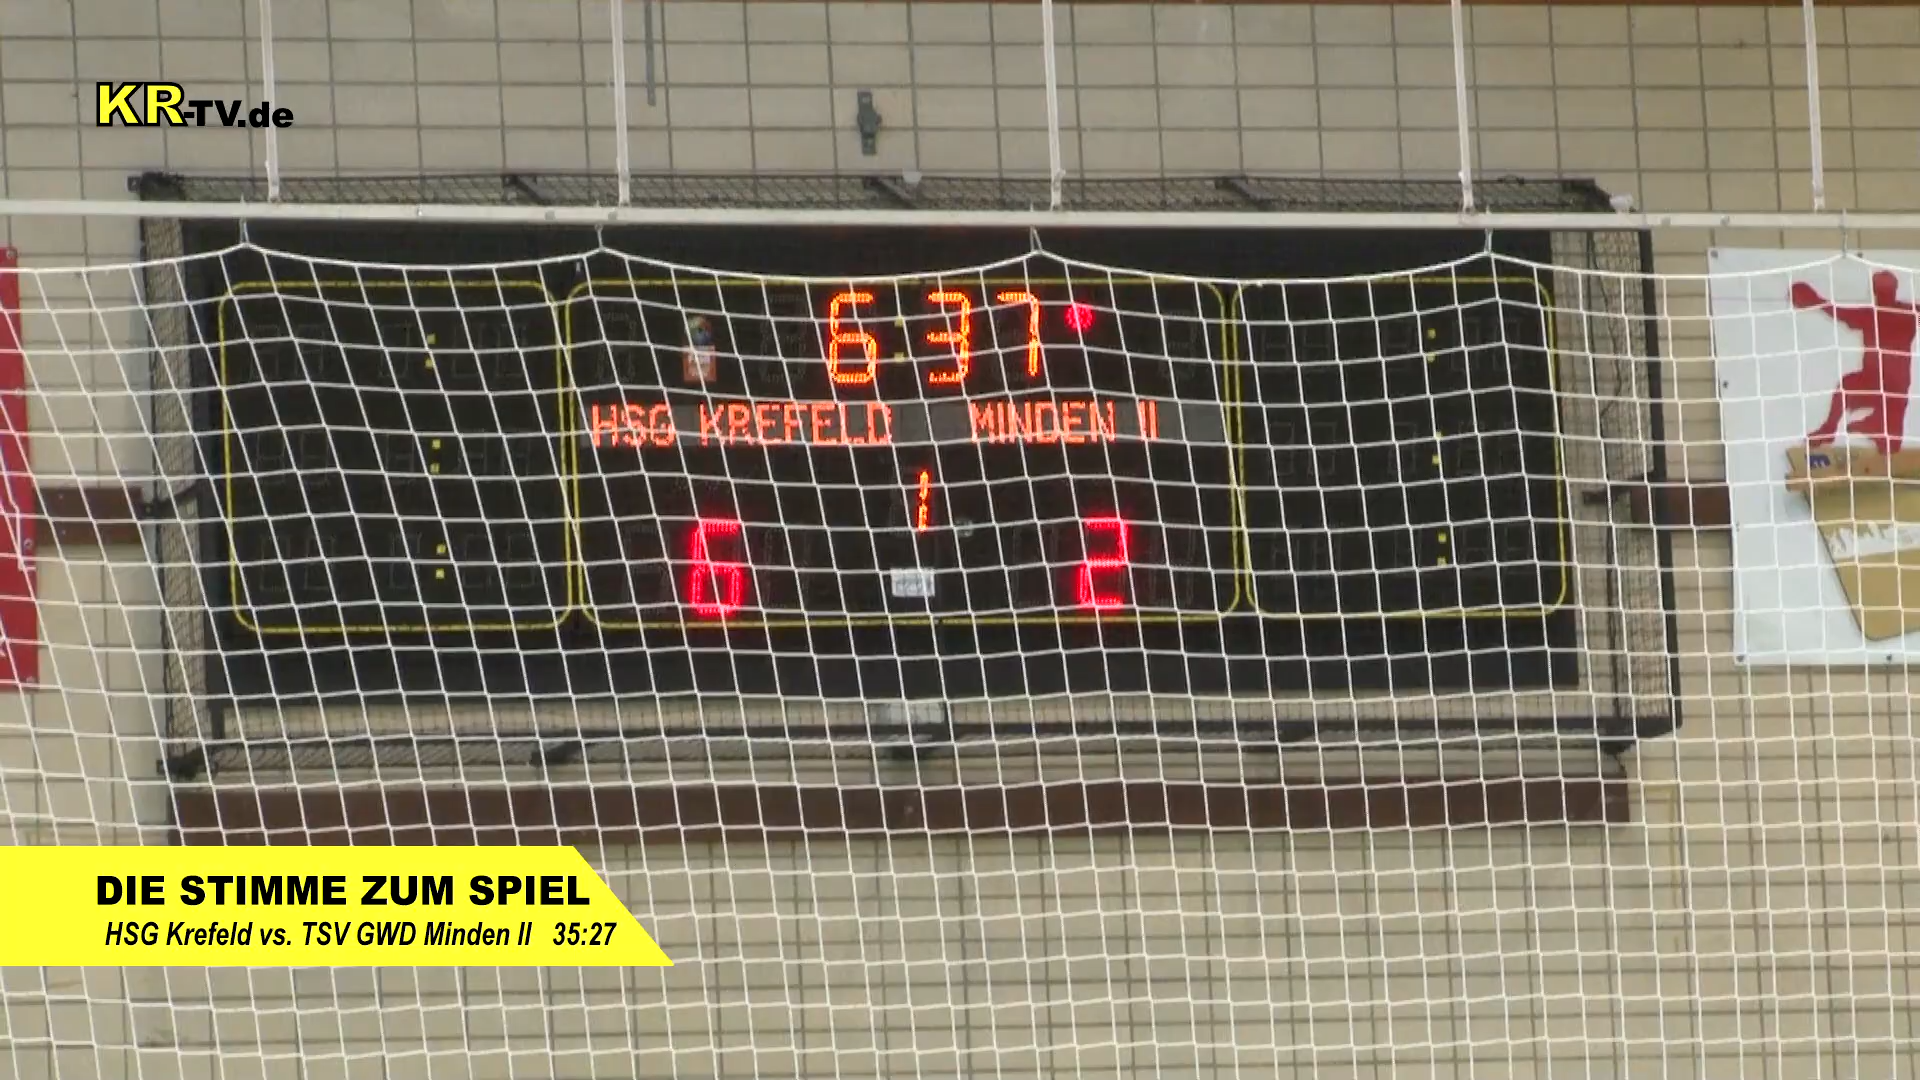 KR-TV.de
6:37
HSG KREFELD MINDEN II
1
6 2
DIE STIMME ZUM SPIEL
HSG Krefeld vs. TSV GWD Minden II 35:27